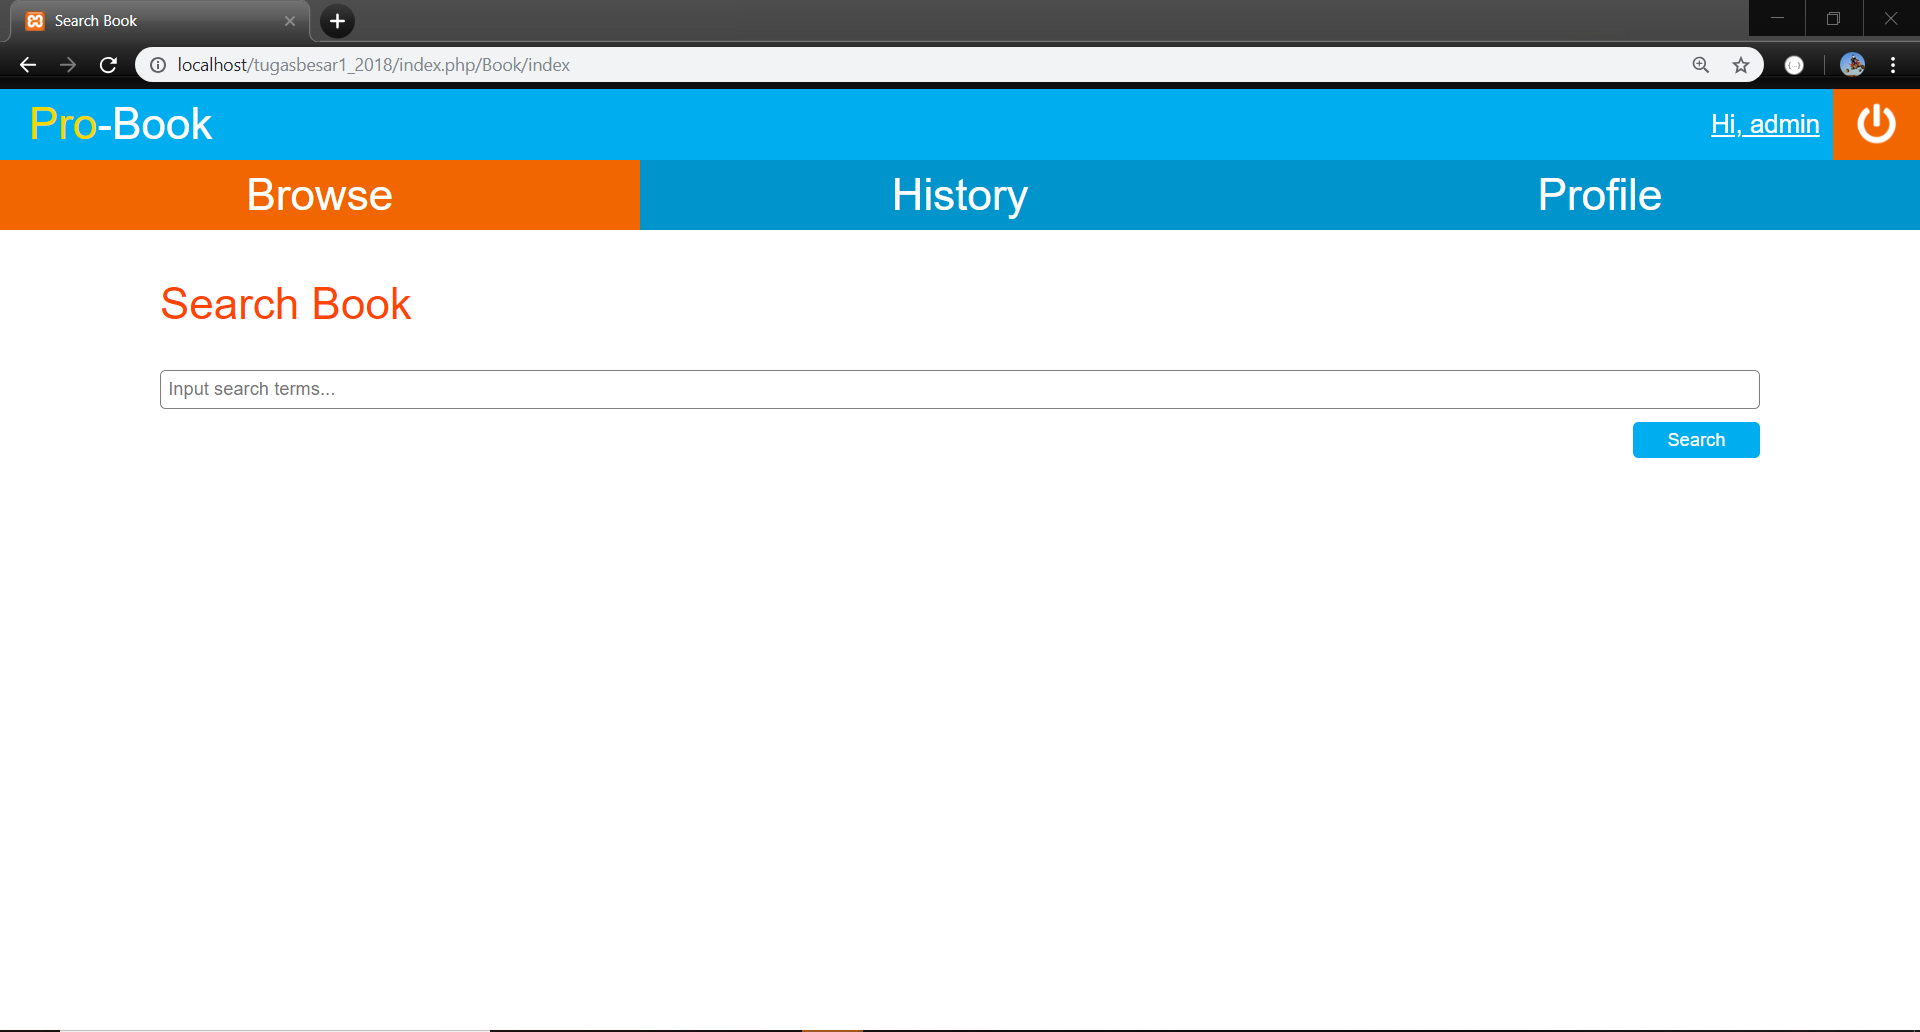 Search Book
localhost/tugasbesar1_2018/index.php/Book/index
Pro-Book
Hi, admin
Browse
History
Profile
Search Book
Input search terms...
Search